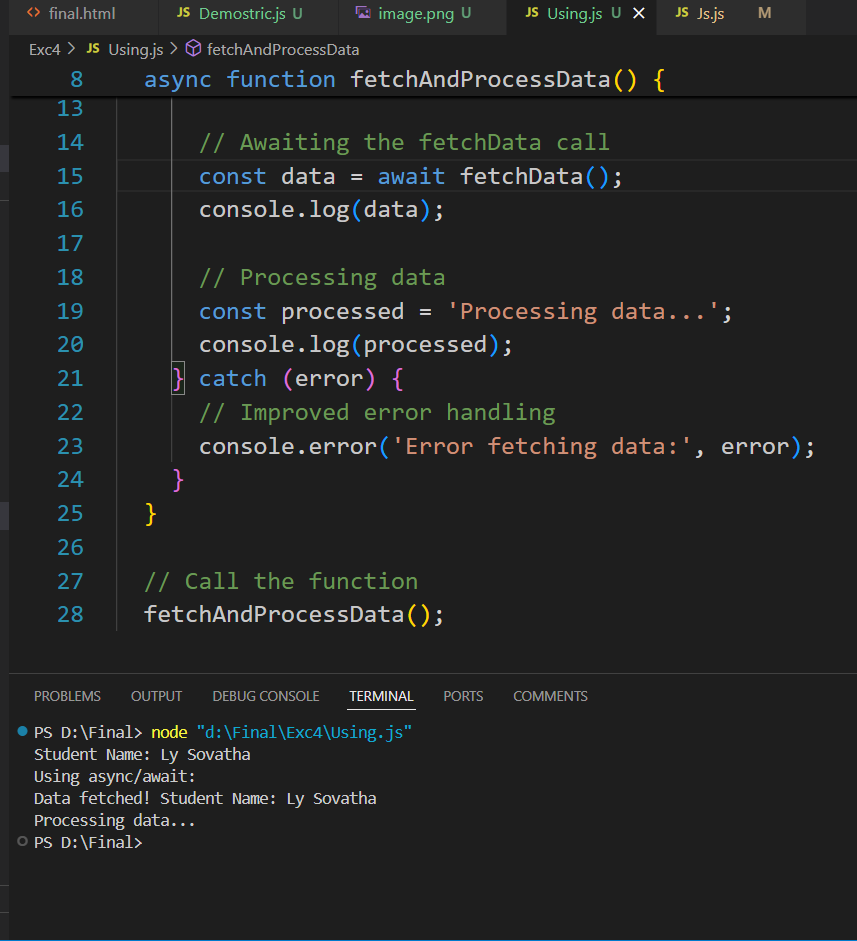 <> final.html JS Demostric.js U image.png U JS Using.js U × JS Js.js M
Exc4 > JS Using.js > fetchAndProcessData
8 async function fetchAndProcessData() {
13
14 // Awaiting the fetchData call
15 const data = await fetchData();
16 console.log(data);
17
18 // Processing data
19 const processed = 'Processing data...';
20 console.log(processed);
21 } catch (error) {
22 // Improved error handling
23 console.error('Error fetching data:', error);
24 }
25 }
26
27 // Call the function
28 fetchAndProcessData();
PROBLEMS OUTPUT DEBUG CONSOLE TERMINAL PORTS COMMENTS
PS D:\Final> node "d:\Final\Exc4\Using.js"
Student Name: Ly Sovatha
Using async/await:
Data fetched! Student Name: Ly Sovatha
Processing data...
PS D:\Final>